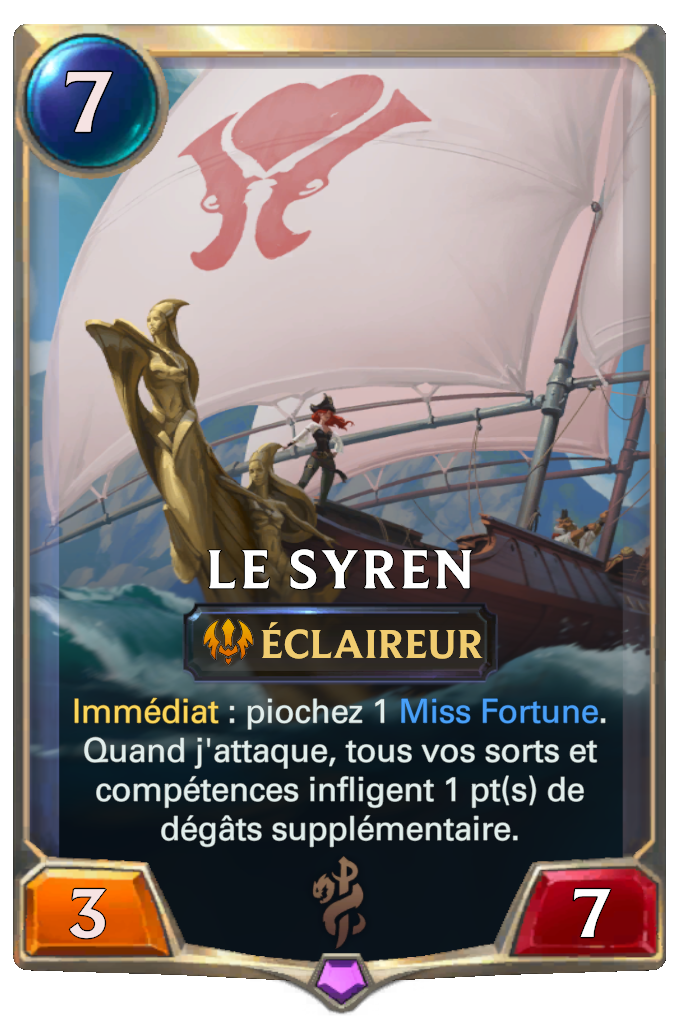 7
LE SYREN
ÉCLAIREUR
Immédiat : piochez 1 Miss Fortune.
Quand j'attaque, tous vos sorts et
compétences infligent 1 pt(s) de
dégâts supplémentaire.
3
7